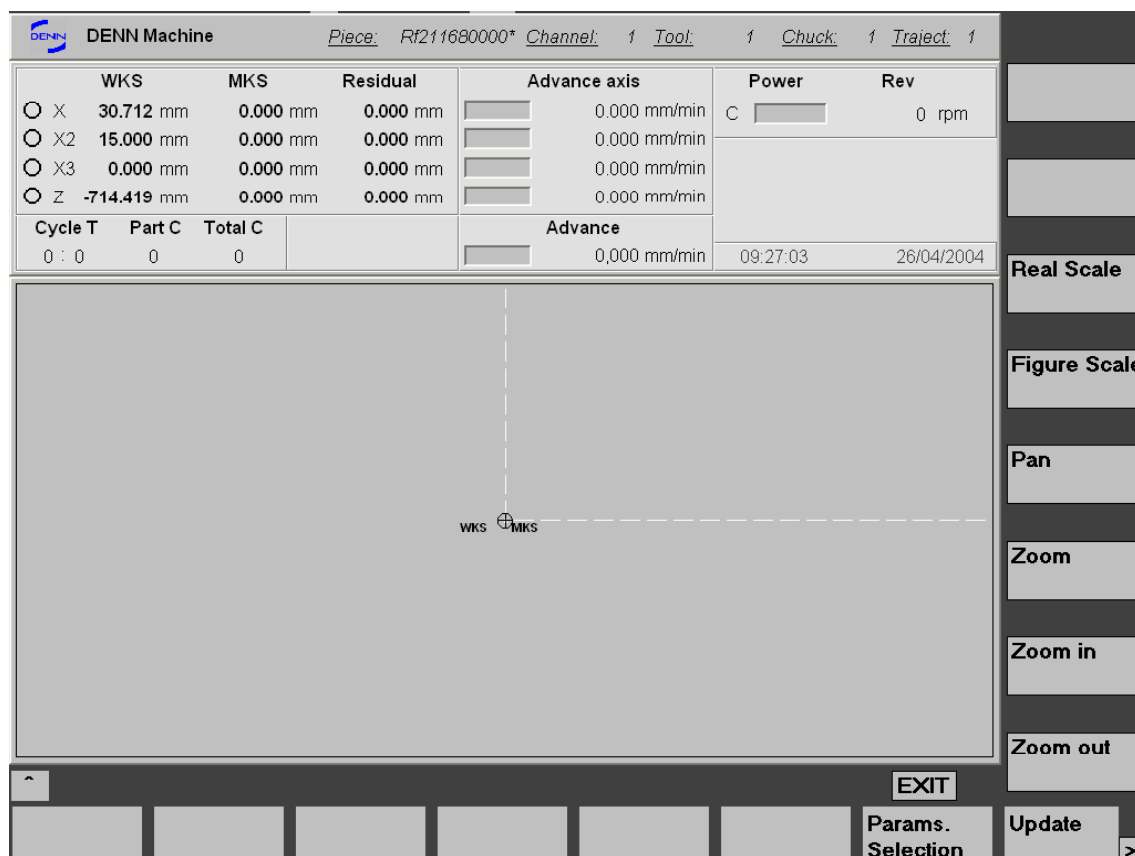 DENN DENN Machine Piece: Rf211680000* Channel: 1 Tool: 1 Chuck: 1 Traject: 1
WKS MKS Residual Advance axis Power Rev
X 30.712 mm 0.000 mm 0.000 mm 0.000 mm/min C 0 rpm
X2 15.000 mm 0.000 mm 0.000 mm 0.000 mm/min
X3 0.000 mm 0.000 mm 0.000 mm 0.000 mm/min
Z -714.419 mm 0.000 mm 0.000 mm 0.000 mm/min
Cycle T Part C Total C Advance
0 : 0 0 0 0,000 mm/min 09:27:03 26/04/2004
Real Scale
Figure Scale
Pan
WKS MKS
Zoom
Zoom in
Zoom out
^ EXIT
Params. Selection
Update
>